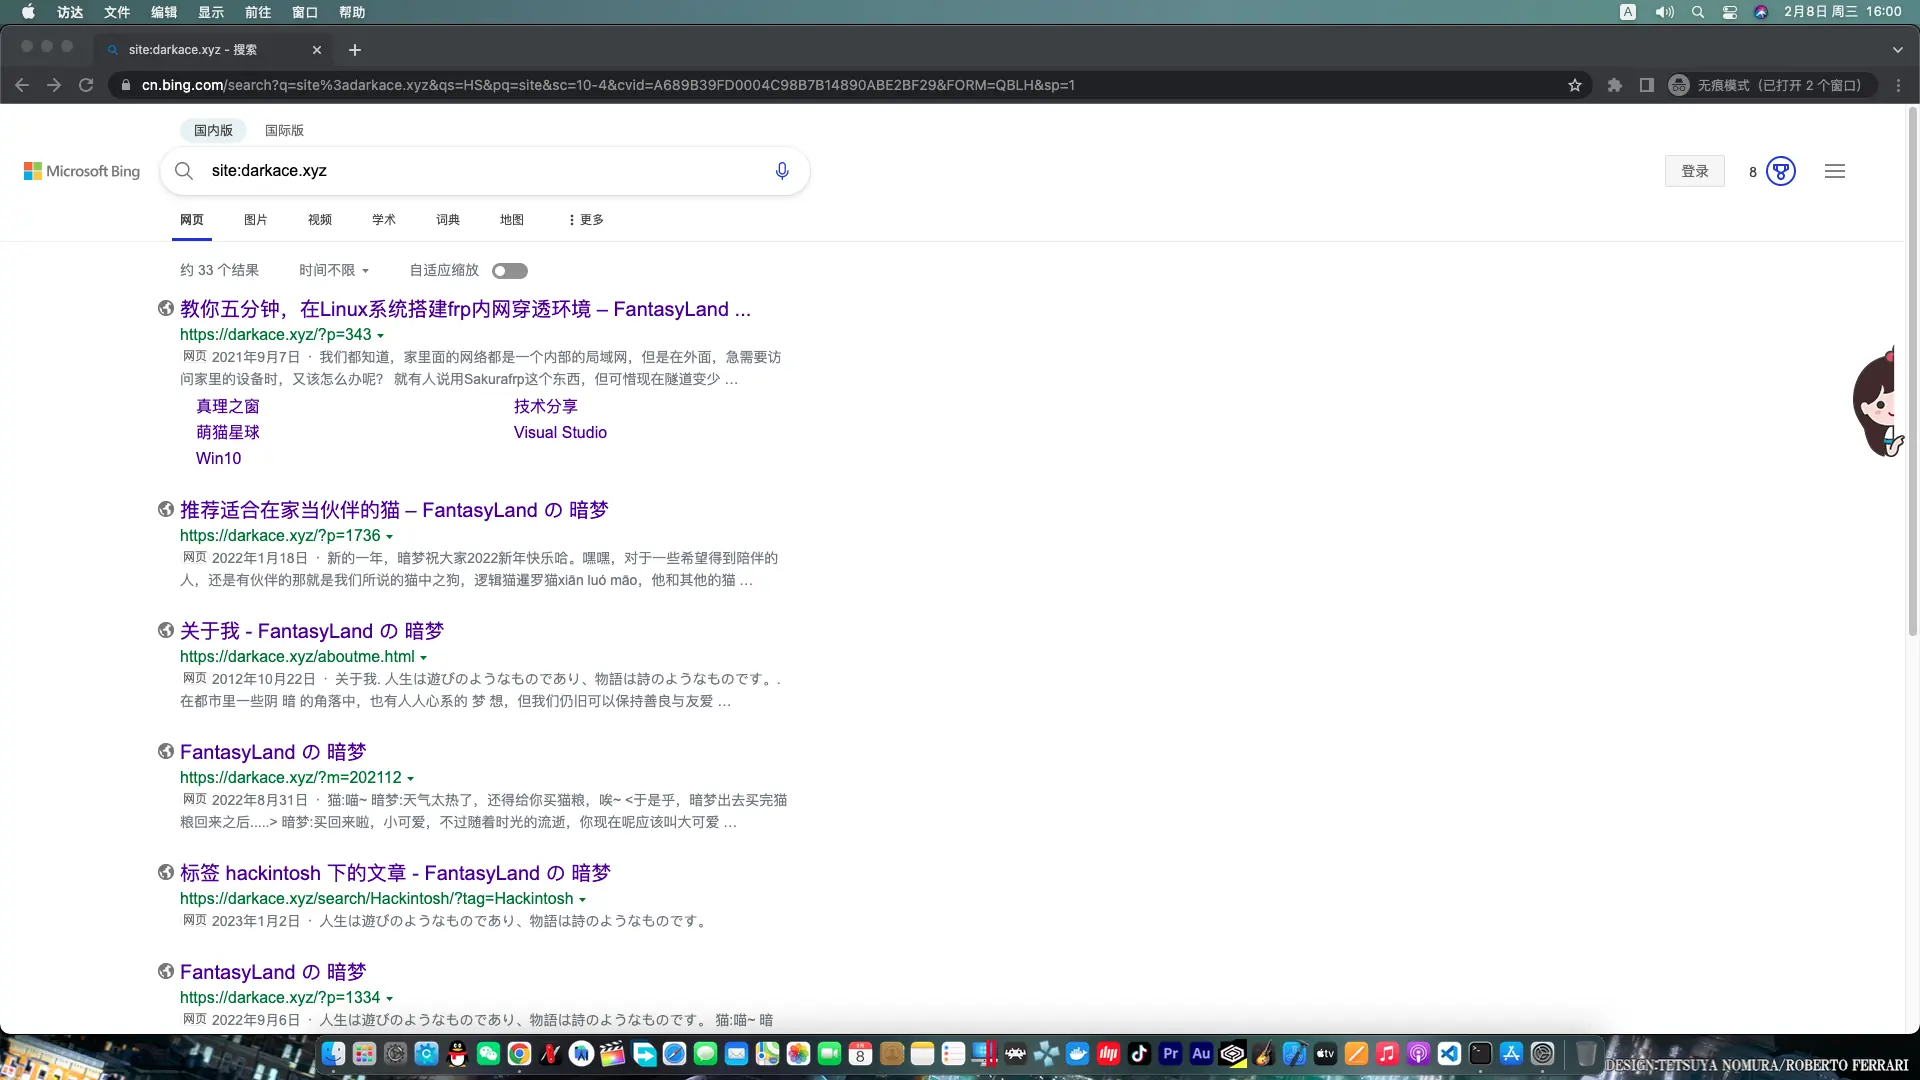 访达 文件 编辑 显示 前往 窗口 帮助
A 2月8日 周三 16:00
site:darkace.xyz - 搜索
cn.bing.com/search?q=site%3adarkace.xyz&qs=HS&pq=site&sc=10-4&cvid=A689B39FD0004C98B7B14890ABE2BF29&FORM=QBLH&sp=1
无痕模式（已打开 2 个窗口）
国内版 国际版
Microsoft Bing
site:darkace.xyz
登录 8
网页 图片 视频 学术 词典 地图 更多
约 33 个结果 时间不限 自适应缩放
教你五分钟，在Linux系统搭建frp内网穿透环境 – FantasyLand ...
https://darkace.xyz/?p=343
网页 2021年9月7日 · 我们都知道，家里面的网络都是一个内部的局域网，但是在外面，急需要访
问家里的设备时，又该怎么办呢？ 就有人说用Sakurafrp这个东西，但可惜现在隧道变少 …
真理之窗 技术分享
萌猫星球 Visual Studio
Win10
推荐适合在家当伙伴的猫 – FantasyLand の 暗梦
https://darkace.xyz/?p=1736
网页 2022年1月18日 · 新的一年，暗梦祝大家2022新年快乐哈。嘿嘿，对于一些希望得到陪伴的
人，还是有伙伴的那就是我们所说的猫中之狗，逻辑猫暹罗猫xiān luó māo，他和其他的猫 …
关于我 - FantasyLand の 暗梦
https://darkace.xyz/aboutme.html
网页 2012年10月22日 · 关于我. 人生は遊びのようなものであり、物語は詩のようなものです。.
在都市里一些阴 暗 的角落中，也有人人心系的 梦 想，但我们仍旧可以保持善良与友爱 …
FantasyLand の 暗梦
https://darkace.xyz/?m=202112
网页 2022年8月31日 · 猫:喵~ 暗梦:天气太热了，还得给你买猫粮，唉~ <于是乎，暗梦出去买完猫
粮回来之后.....> 暗梦:买回来啦，小可爱，不过随着时光的流逝，你现在呢应该叫大可爱 …
标签 hackintosh 下的文章 - FantasyLand の 暗梦
https://darkace.xyz/search/Hackintosh/?tag=Hackintosh
网页 2023年1月2日 · 人生は遊びのようなものであり、物語は詩のようなものです。
FantasyLand の 暗梦
https://darkace.xyz/?p=1334
网页 2022年9月6日 · 人生は遊びのようなものであり、物語は詩のようなものです。 猫:喵~ 暗
8 Pr Au tv
DESIGN:TETSUYA NOMURA/ROBERTO FERRARI